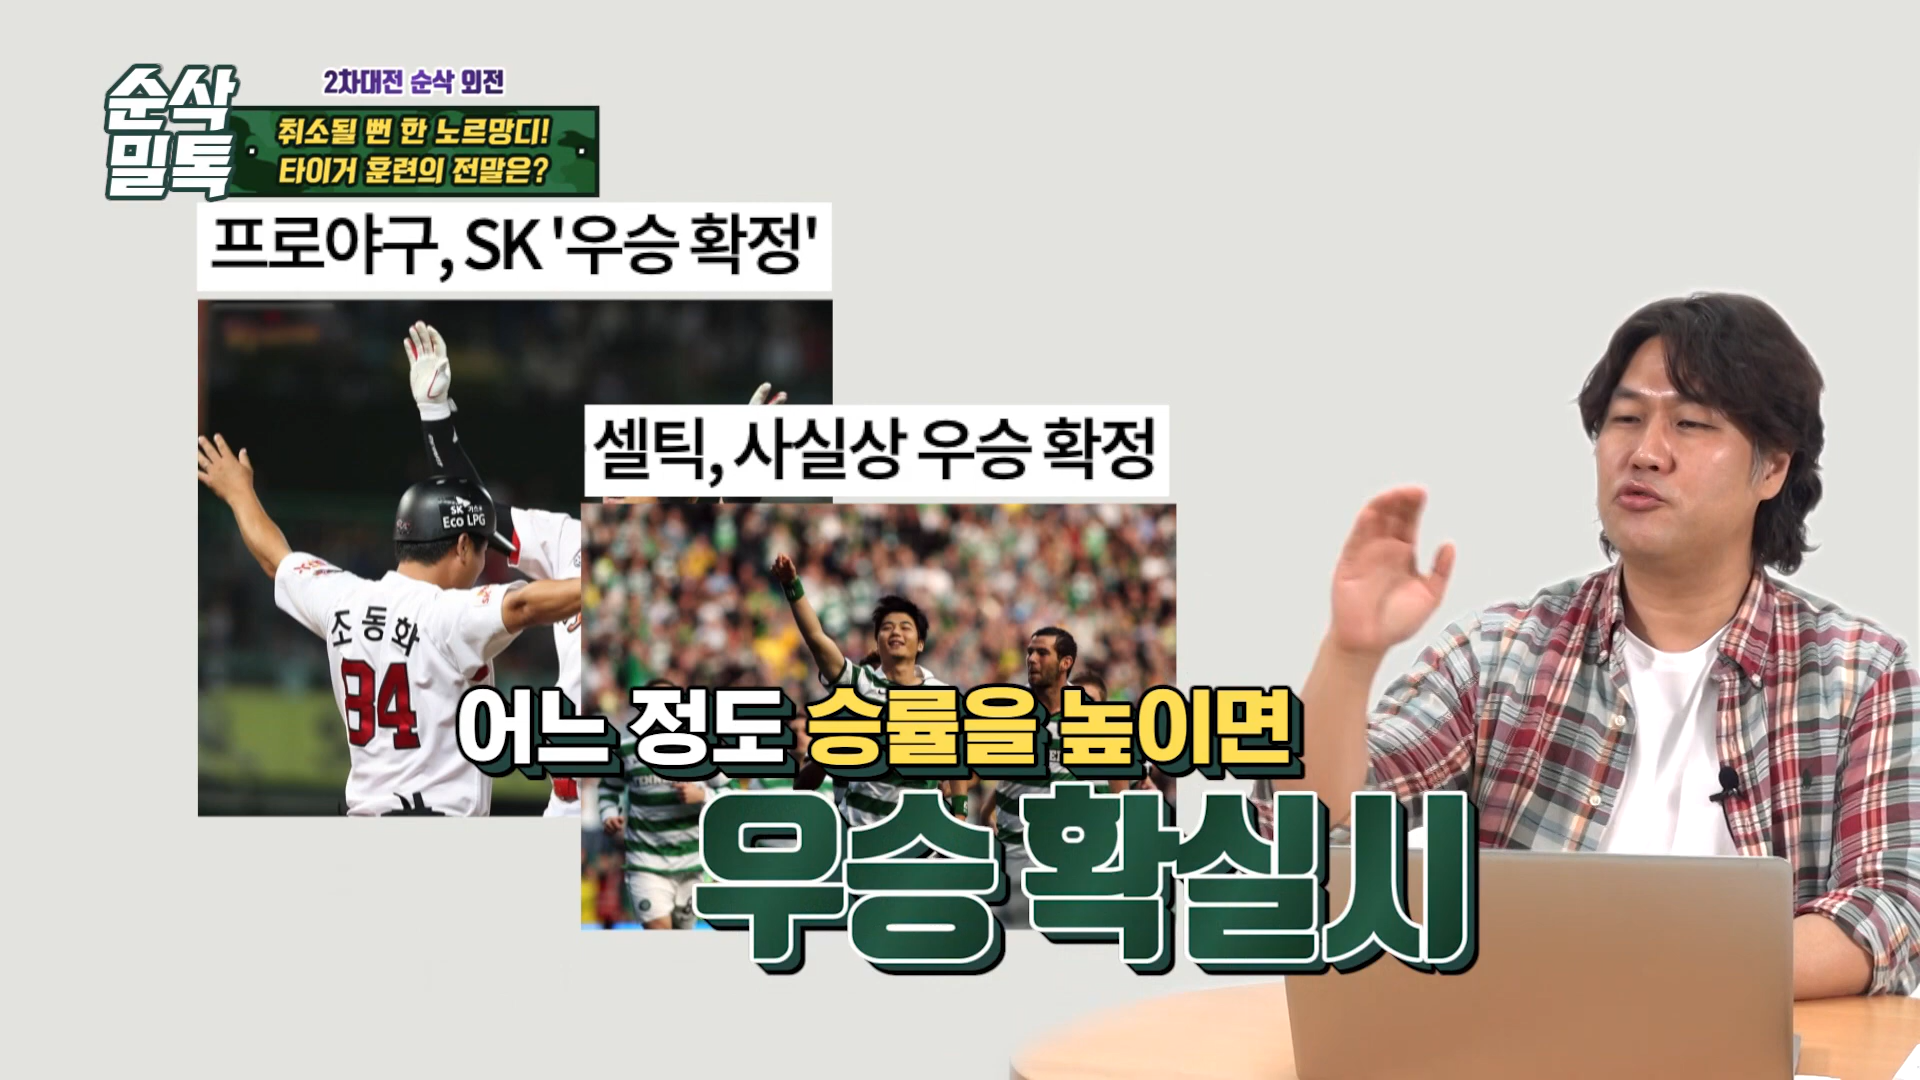 순삭
밀톡
2차대전 순삭 외전
취소될 뻔 한 노르망디!
타이거 훈련의 전말은?
프로야구, SK '우승 확정'
셀틱, 사실상 우승 확정
SK 가스
Eco LPG
조동화
84
어느 정도 승률을 높이면
우승 확실시